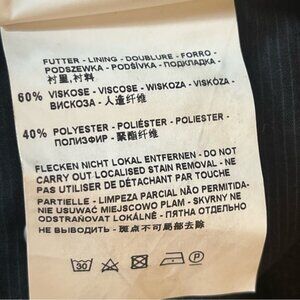 FUTTER - LINING - DOUBLURE - FORRO -
PODSZEWKA - PODŠÍVKA - ПОДКЛАДКА -
衬里,衬料
60% VISKOSE - VISCOSE - WISKOZA - VISKÓZA -
ВИСКОЗА - 人造纤维
40% POLYESTER - POLIÉSTER - POLIESTER -
ПОЛИЭФИР - 聚酯纤维
FLECKEN NICHT LOKAL ENTFERNEN - DO NOT
CARRY OUT LOCALISED STAIN REMOVAL - NE
PAS UTILISER DE DÉTACHANT PAR TOUCHE
PARTIELLE - LIMPEZA PARCIAL NÃO PERMITIDA-
NIE USUWAĆ MIEJSCOWO PLAM - SKVRNY NE
ODSTRAŇOVAT LOKÁLNĚ - ПЯТНА ОТДЕЛЬНО
НЕ ВЫВОДИТЬ - 斑点不可局部去除
30